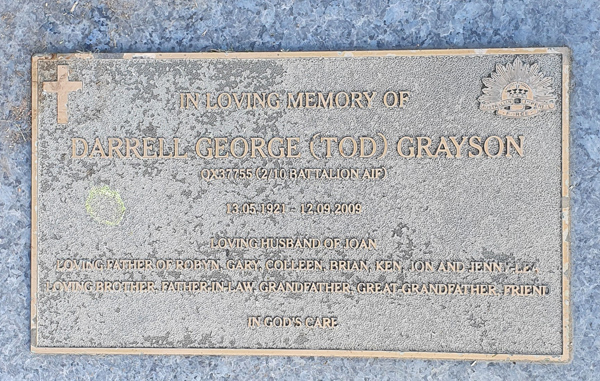 IN LOVING MEMORY OF
DARRELL GEORGE (TOD) GRAYSON
QX37755 (2/10 BATTALION AIF)
13.05.1921 - 12.09.2009
LOVING HUSBAND OF JOAN
LOVING FATHER OF ROBYN, GARY, COLLEEN, BRIAN, KEN, JON AND JENNY-LEA
LOVING BROTHER, FATHER-IN-LAW, GRANDFATHER, GREAT-GRANDFATHER, FRIEND
IN GOD'S CARE